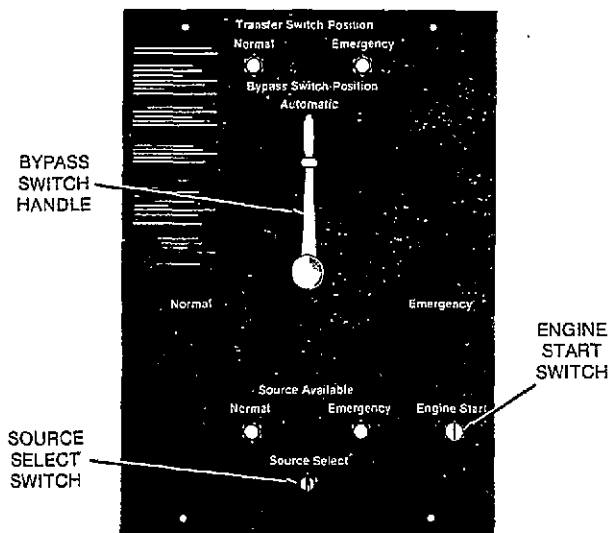 Transfer Switch Position
Normal Emergency
Bypass Switch-Position
Automatic
BYPASS
SWITCH
HANDLE
Normal Emergency
ENGINE
START
SWITCH
Source Available
Normal Emergency Engine Start
SOURCE
SELECT
SWITCH
Source Select